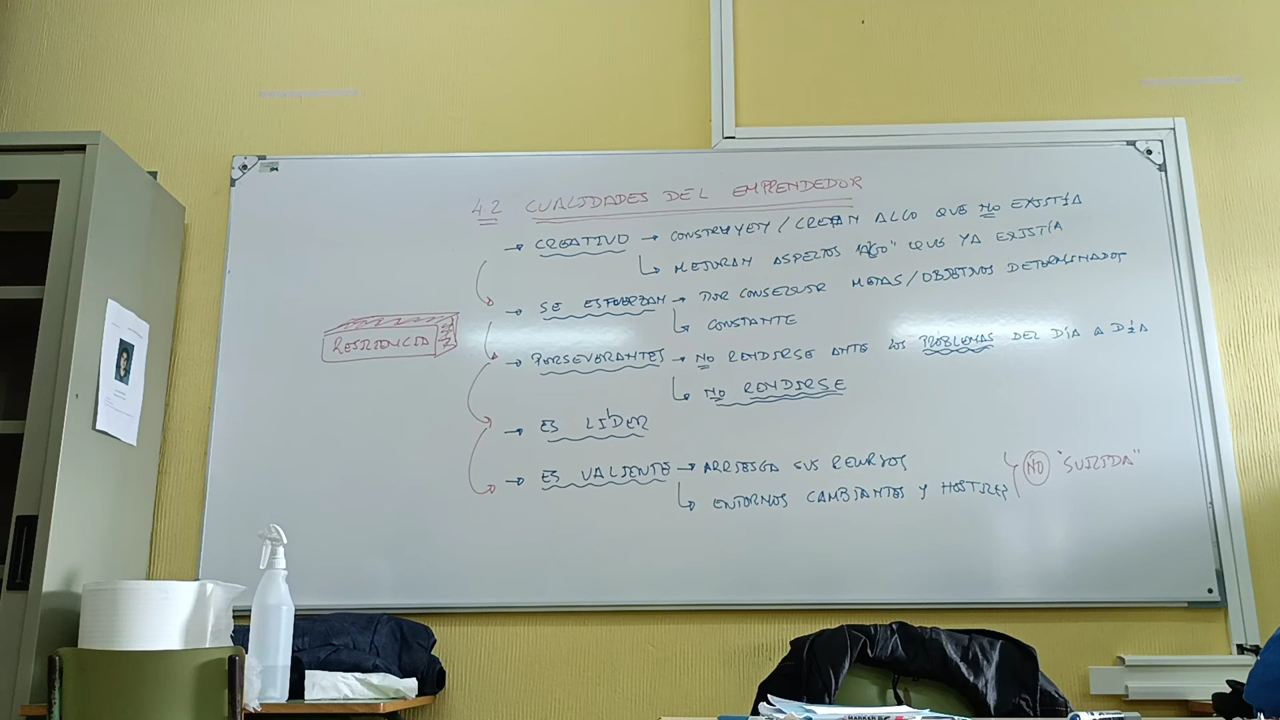 4.2 CUALIDADES DEL EMPRENDEDOR
→ CREATIVO → CONSTRUYEN / CREAN ALGO QUE NO EXISTÍA
↳ MEJORAN ASPECTOS "ALGO" QUE YA EXISTÍA
→ SE ESFUERZAN → POR CONSEGUIR METAS/OBJETIVOS DETERMINADOS
↳ CONSTANTE
RESILIENCIA
→ PERSEVERANTES → NO RENDIRSE ANTE LOS PROBLEMAS DEL DÍA A DÍA
↳ NO RENDIRSE
→ ES LÍDER
→ ES VALIENTE → ARRIESGA SUS RECURSOS
↳ ENTORNOS CAMBIANTES Y HOSTILES
NO "SUICIDA"